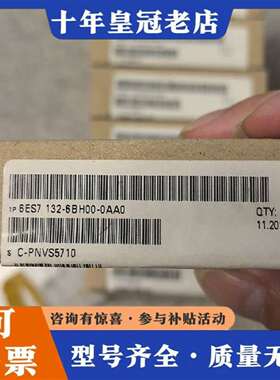 十年皇冠老店
1P 6ES7 132-6BH00-0AA0
QTY:
11.20
S C-PNVS5710
可
票
咨询有惊喜·参与补贴活动
型号齐全·质量无忧